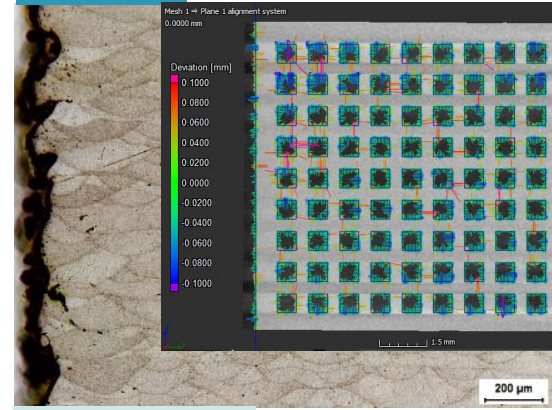 Mesh 1 ⇨ Plane 1 alignment system
0.0000 mm
Deviation [mm]
0.1000
0.0800
0.0600
0.0400
0.0200
0.0000
-0.0200
-0.0400
-0.0600
-0.0800
-0.1000
1.5 mm
200 µm